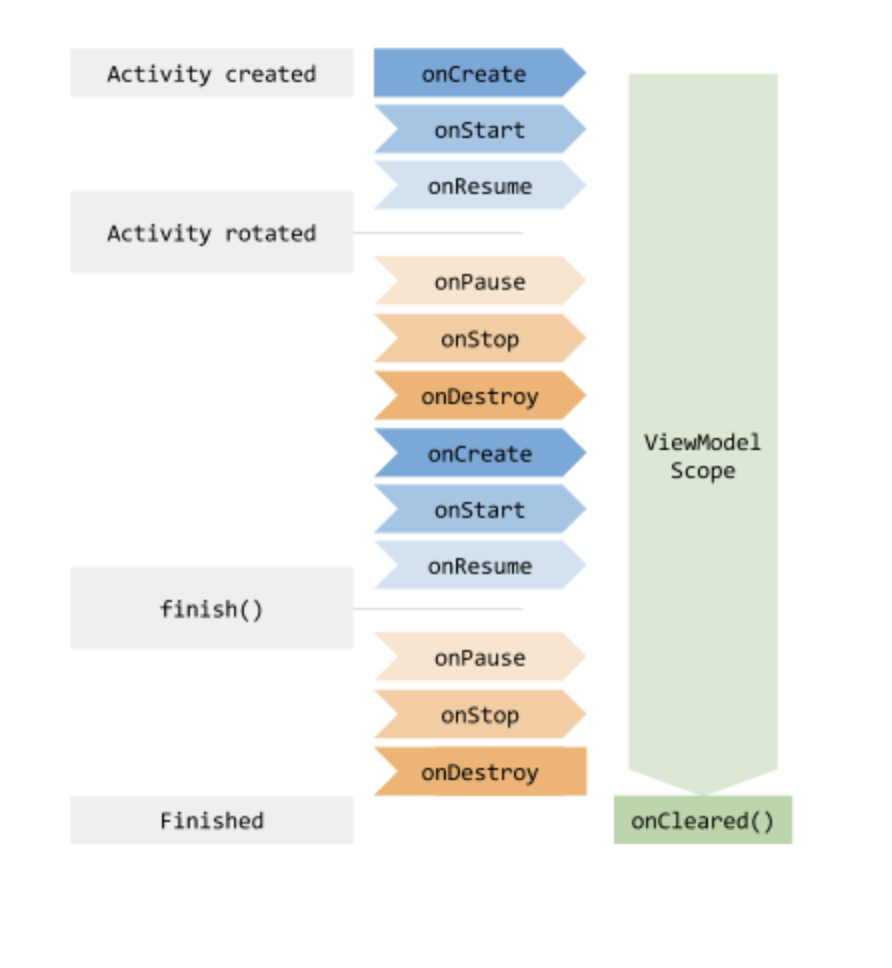 Activity created
onCreate
onStart
onResume
Activity rotated
onPause
onStop
onDestroy
onCreate
onStart
onResume
ViewModel
Scope
finish()
onPause
onStop
onDestroy
Finished
onCleared()